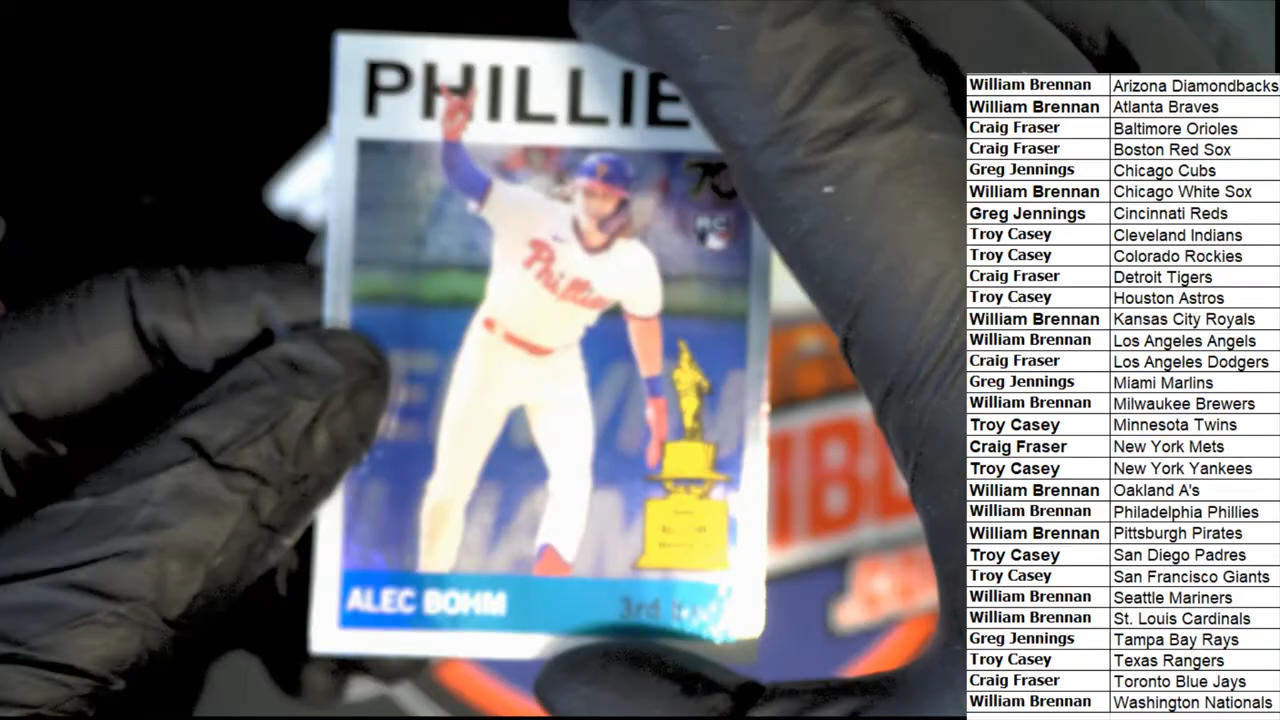 PHILLIE
70
RC
Phillies
ALEC BOHM
3rd
IBL
William Brennan Arizona Diamondbacks
William Brennan Atlanta Braves
Craig Fraser Baltimore Orioles
Craig Fraser Boston Red Sox
Greg Jennings Chicago Cubs
William Brennan Chicago White Sox
Greg Jennings Cincinnati Reds
Troy Casey Cleveland Indians
Troy Casey Colorado Rockies
Craig Fraser Detroit Tigers
Troy Casey Houston Astros
William Brennan Kansas City Royals
William Brennan Los Angeles Angels
Craig Fraser Los Angeles Dodgers
Greg Jennings Miami Marlins
William Brennan Milwaukee Brewers
Troy Casey Minnesota Twins
Craig Fraser New York Mets
Troy Casey New York Yankees
William Brennan Oakland A's
William Brennan Philadelphia Phillies
William Brennan Pittsburgh Pirates
Troy Casey San Diego Padres
Troy Casey San Francisco Giants
William Brennan Seattle Mariners
William Brennan St. Louis Cardinals
Greg Jennings Tampa Bay Rays
Troy Casey Texas Rangers
Craig Fraser Toronto Blue Jays
William Brennan Washington Nationals